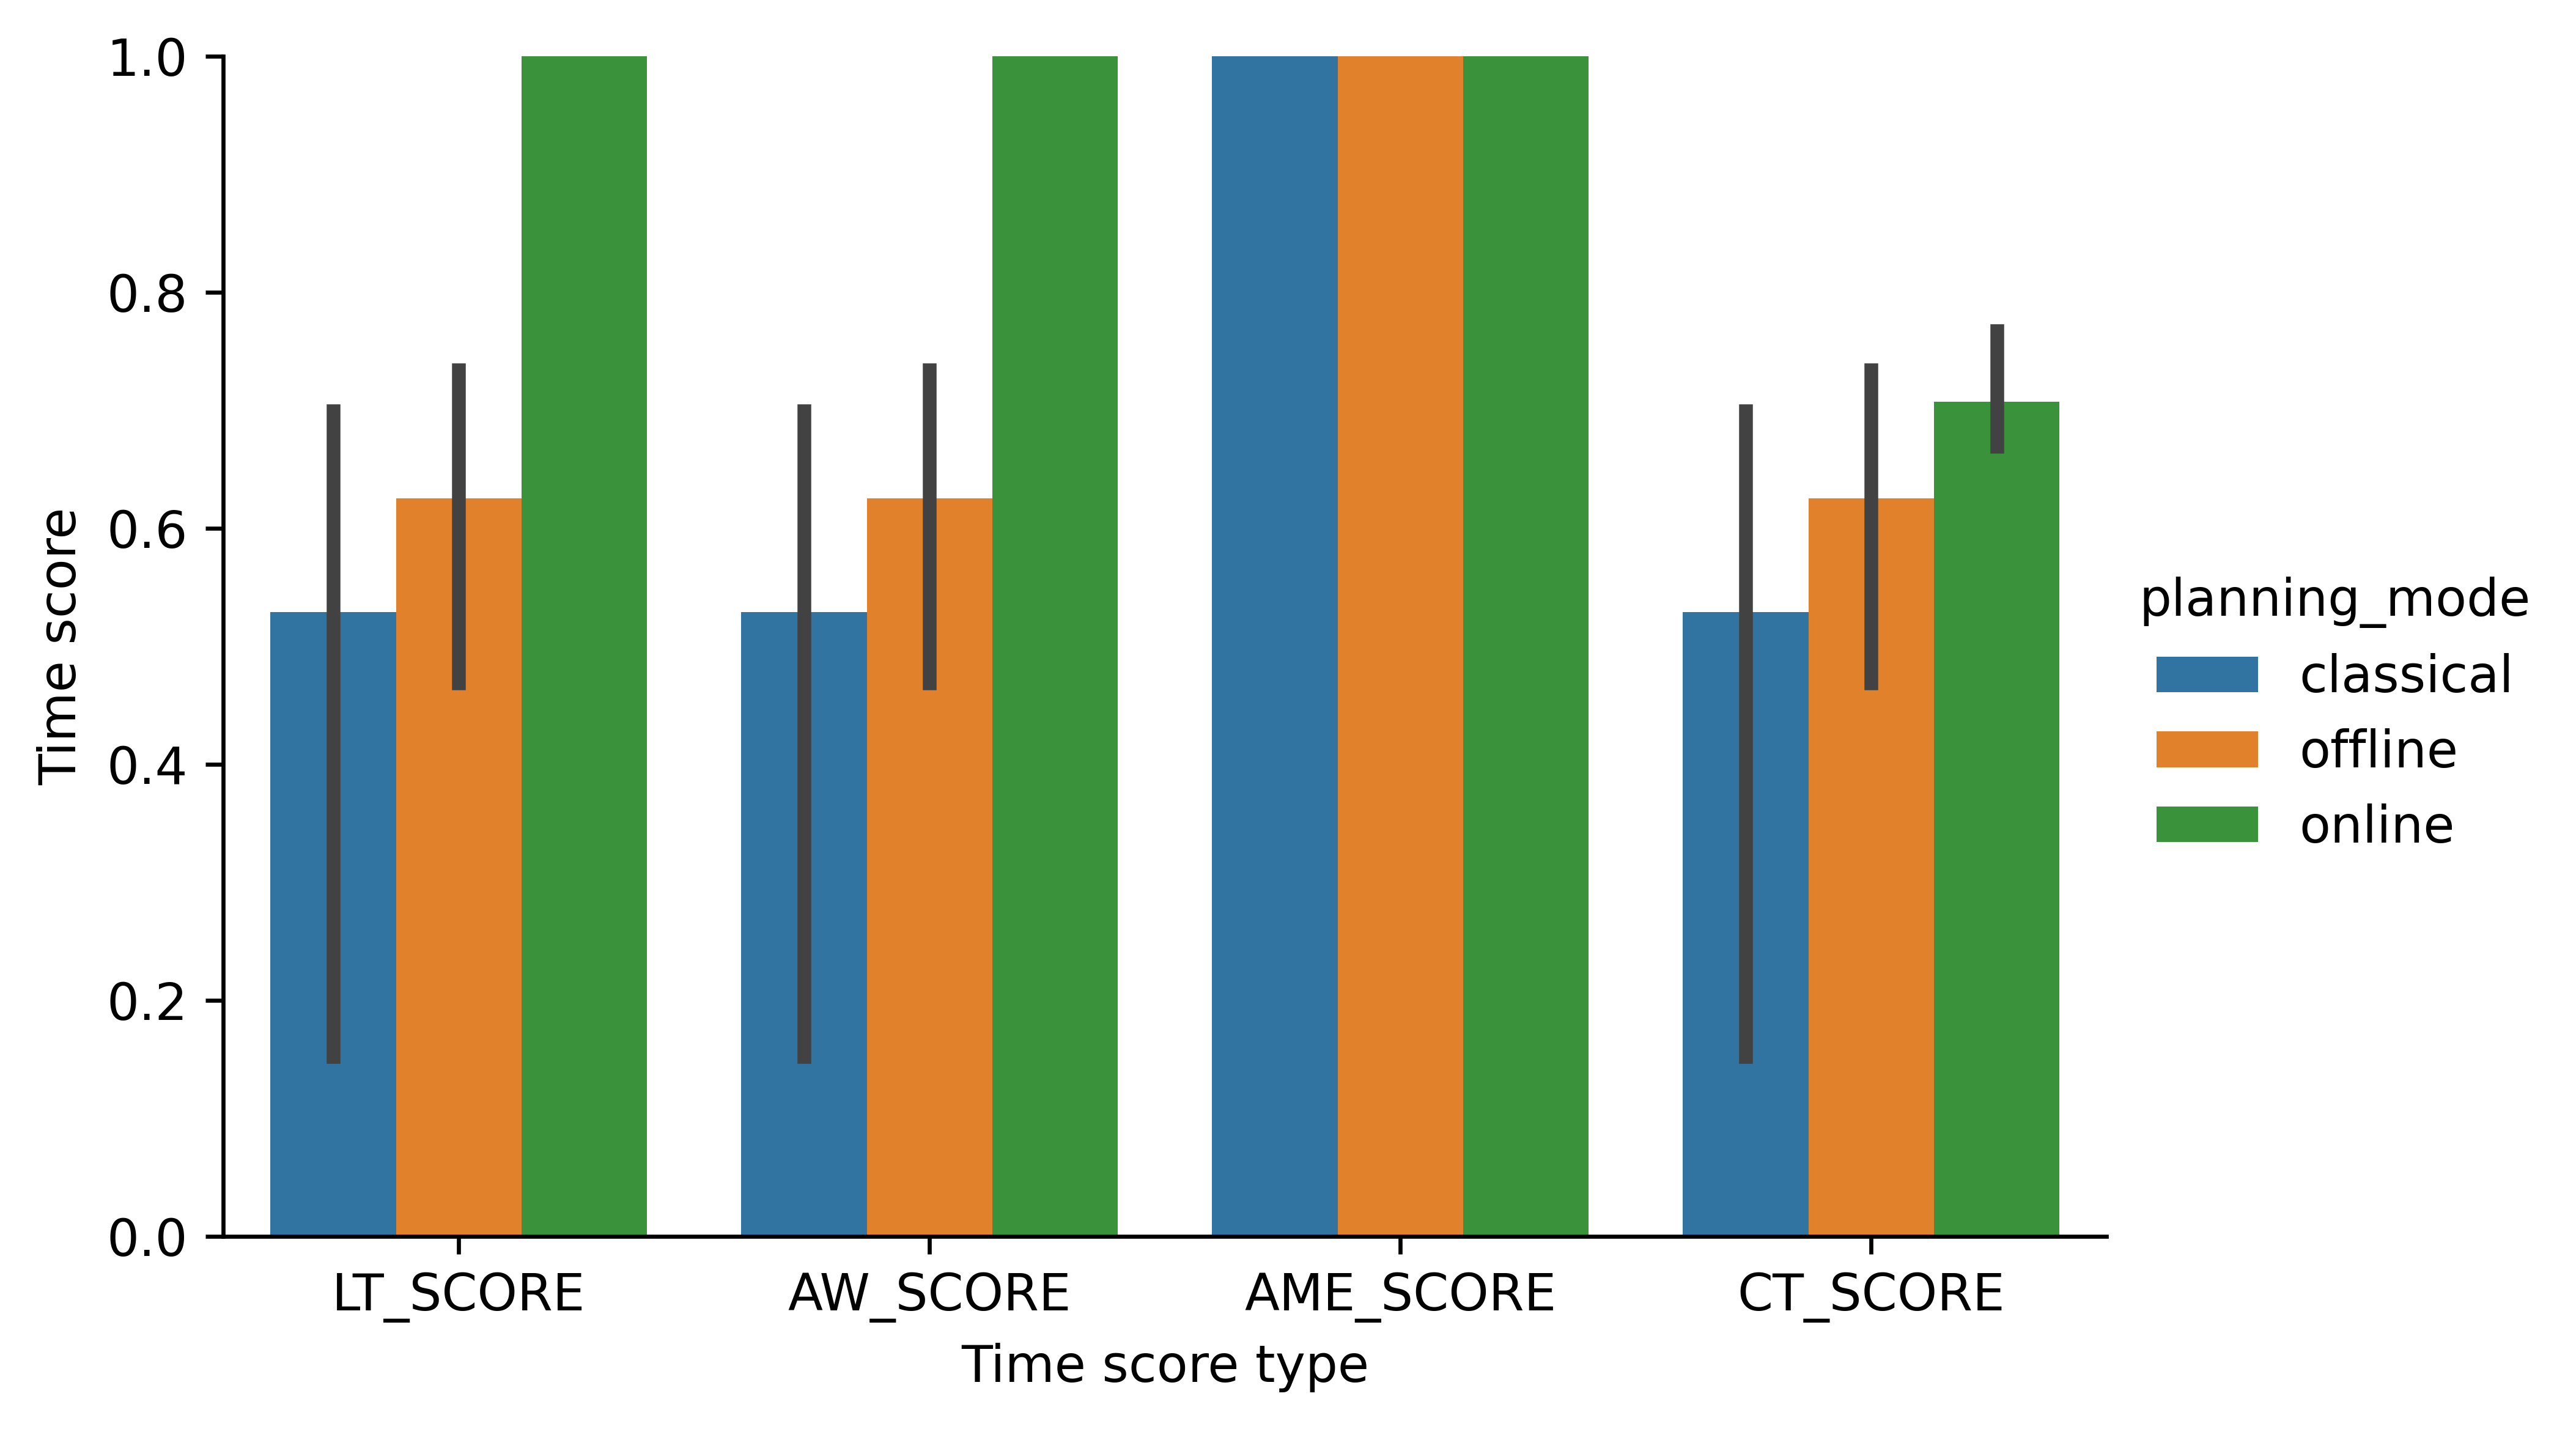 1.0
0.8
0.6
0.4
0.2
0.0
Time score
LT_SCORE
AW_SCORE
AME_SCORE
CT_SCORE
Time score type
planning_mode
classical
offline
online